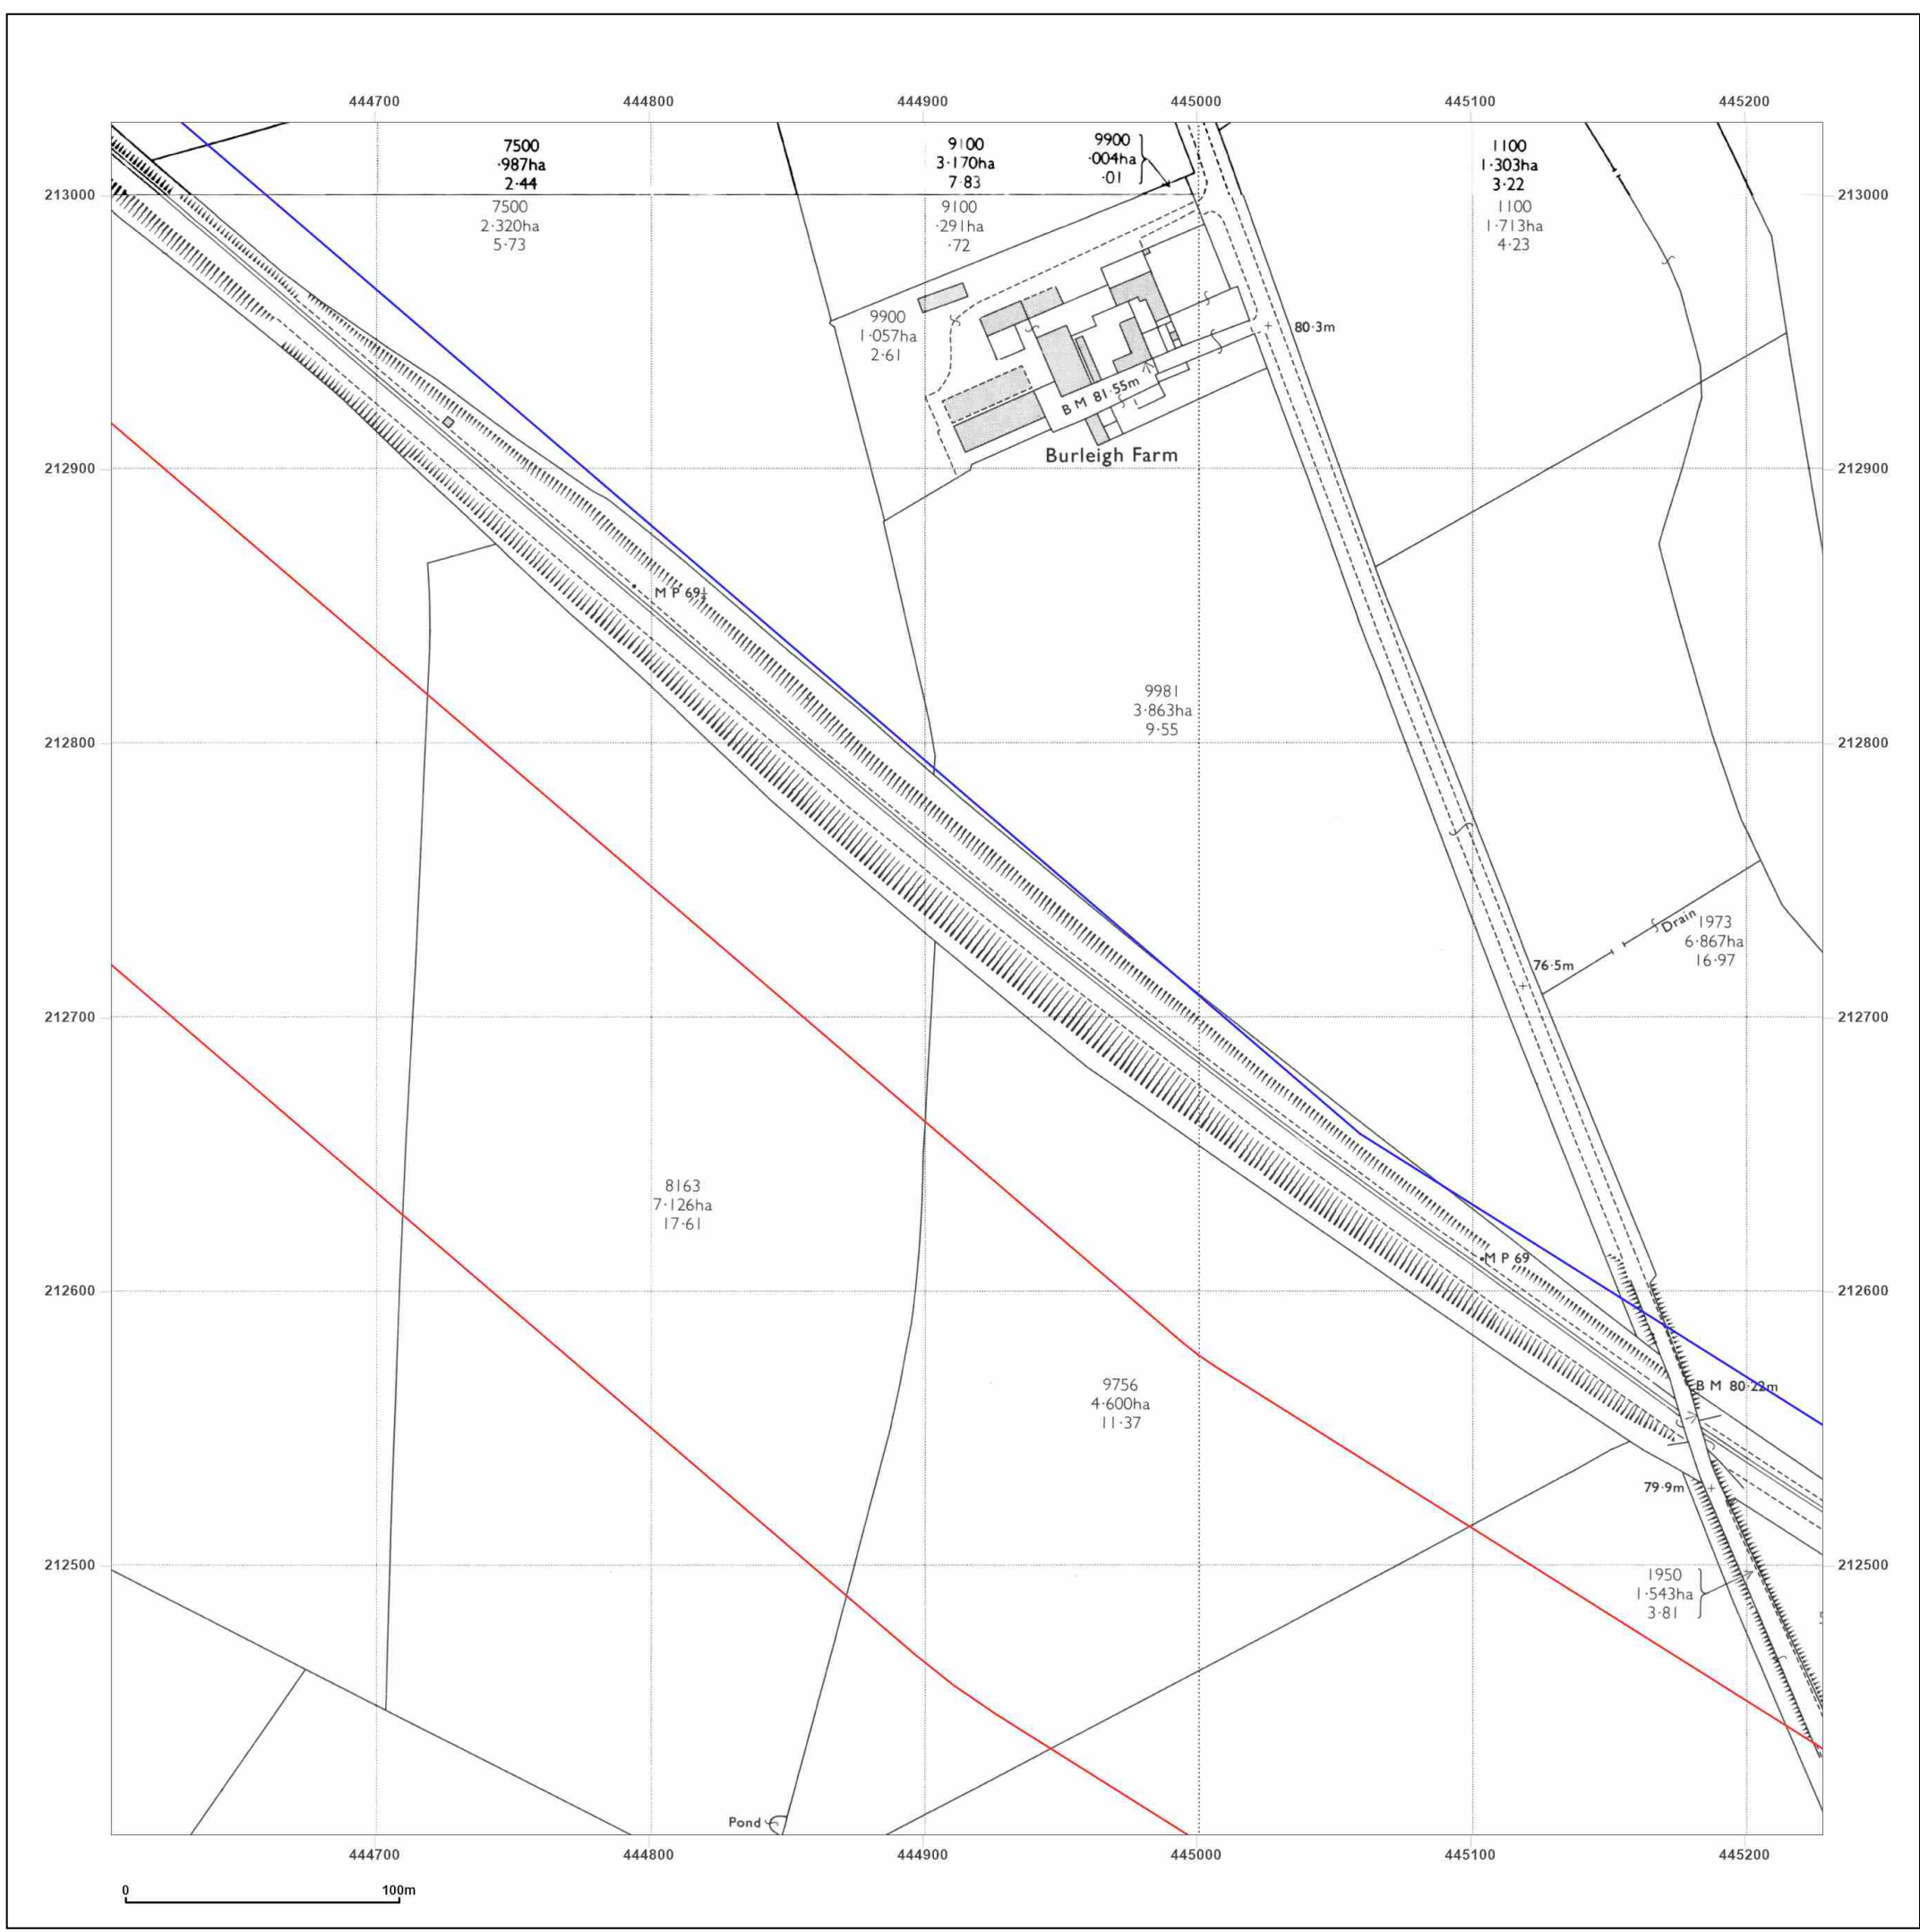 444700 444800 444900 445000 445100 445200
7500
·987ha
2·44
9100
3·170ha
7·83
9900
·004ha
·01
1100
1·303ha
3·22
213000 213000
7500
2·320ha
5·73
9100
·291ha
·72
1100
1·713ha
4·23
9900
1·057ha
2·61
80·3m
B M 81·55m
Burleigh Farm
212900 212900
M P 69¼
9981
3·863ha
9·55
212800 212800
Drain
1973
6·867ha
16·97
76·5m
212700 212700
8163
7·126ha
17·61
M P 69
212600 212600
9756
4·600ha
11·37
B M 80·22m
79·9m
212500 212500
1950
1·543ha
3·81
Pond
444700 444800 444900 445000 445100 445200
0 100m